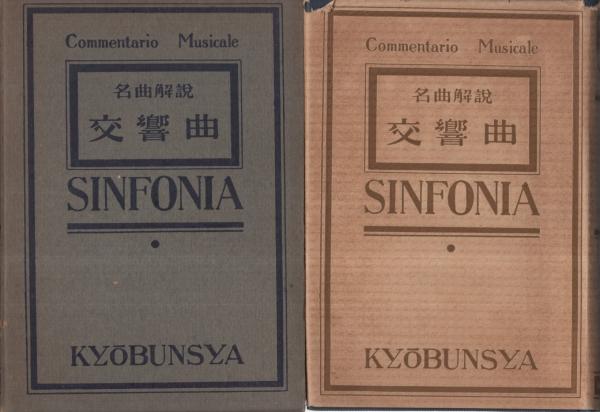 Commentario Musicale
名曲解說
交響曲
SINFONIA
KYŌBUNSYA
Commentario Musicale
名曲解說
交響曲
SINFONIA
KYŌBUNSYA